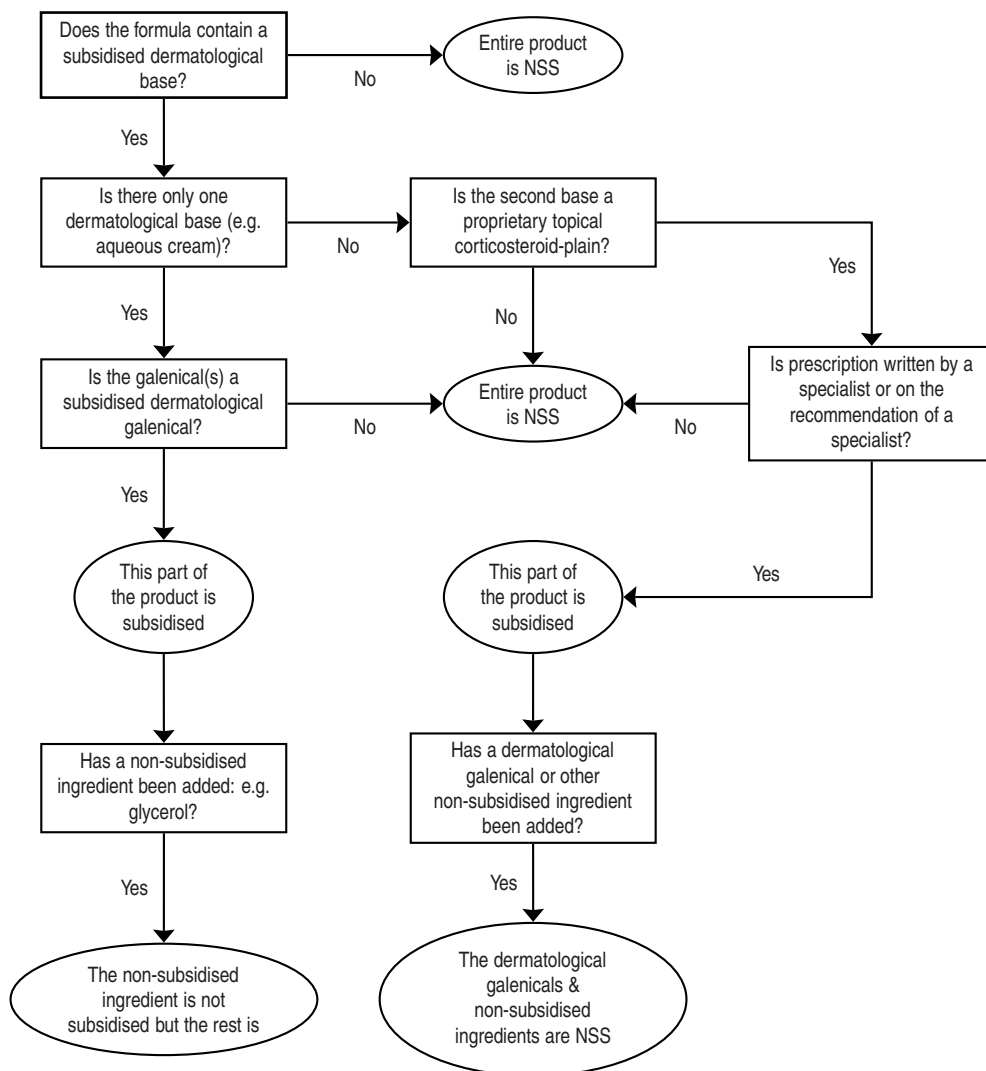 Does the formula contain a
subsidised dermatological
base?
No
Entire product
is NSS
Yes
Is there only one
dermatological base (e.g.
aqueous cream)?
No
Is the second base a
proprietary topical
corticosteroid-plain?
Yes
Yes
No
Is the galenical(s) a
subsidised dermatological
galenical?
No
Entire product
is NSS
No
Is prescription written by a
specialist or on the
recommendation of a
specialist?
Yes
Yes
This part of
the product is
subsidised
This part of
the product is
subsidised
Has a non-subsidised
ingredient been added: e.g.
glycerol?
Has a dermatological
galenical or other
non-subsidised ingredient
been added?
Yes
Yes
The non-subsidised
ingredient is not
subsidised but the rest is
The dermatological
galenicals &
non-subsidised
ingredients are NSS